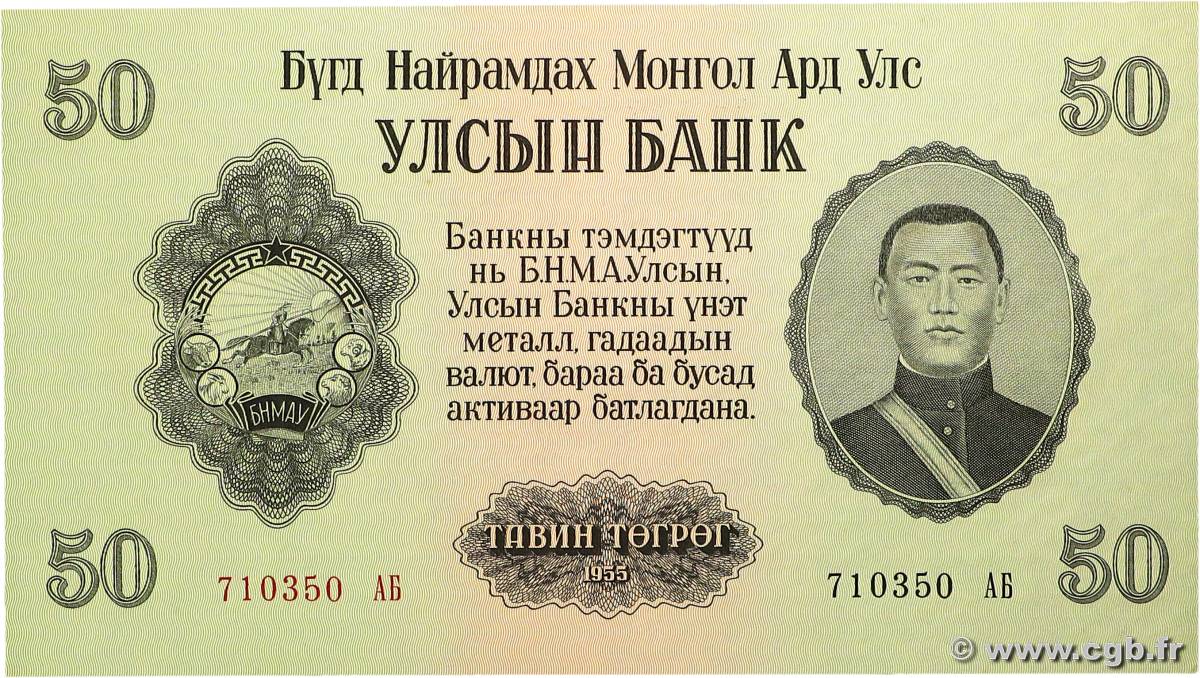 50
Бүгд Найрамдах Монгол Ард Улс
50
УЛСЫН БАНК
Банкны тэмдэгтүүд
нь Б.Н.М.А.Улсын,
Улсын Банкны үнэт
металл, гадаадын
валют, бараа ба бусад
активаар батлагдана.
БНМАУ
ТАВИН ТӨГРӨГ
1955
50
710350 АБ
710350 АБ
50
© www.cgb.fr